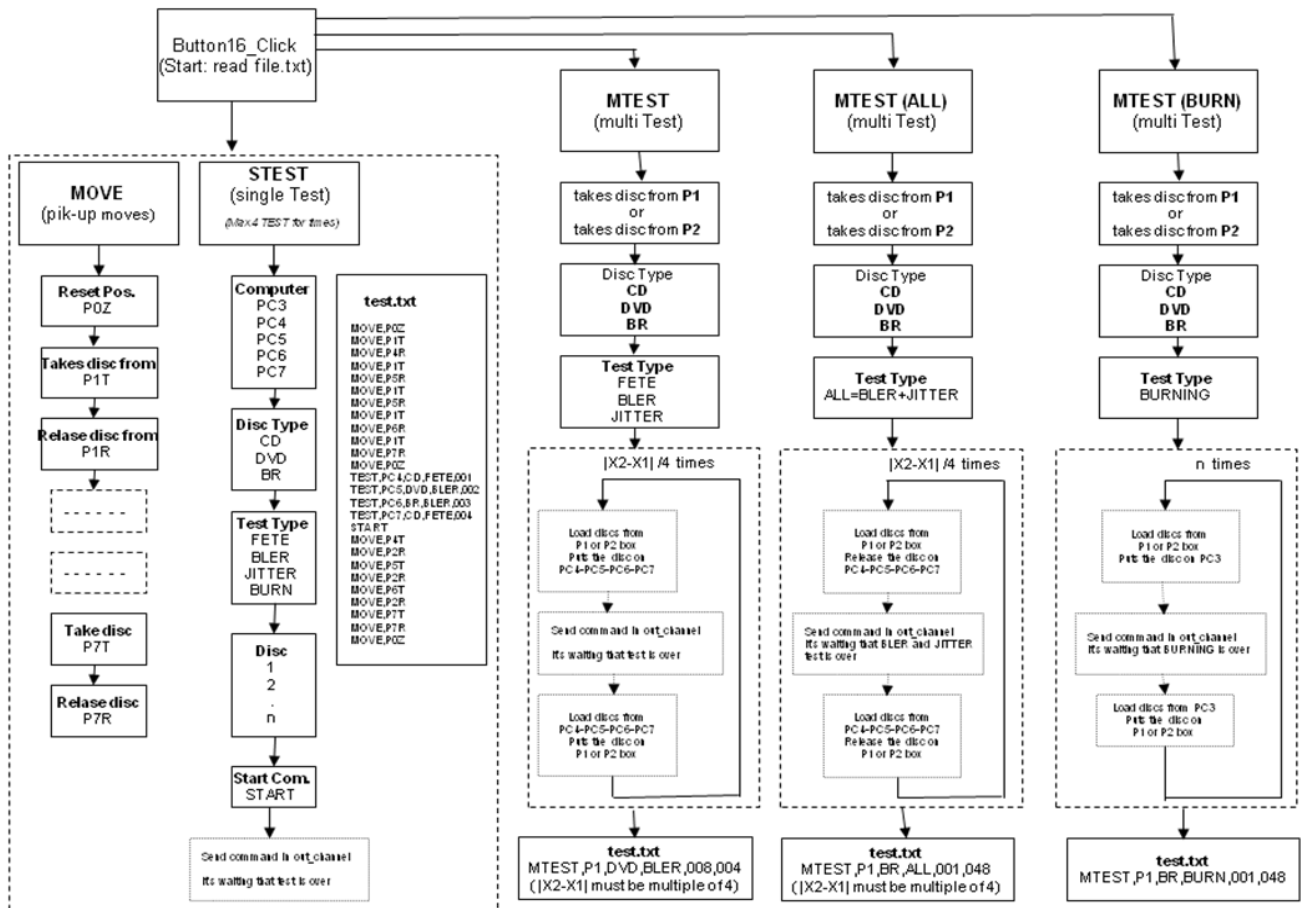 Button16_Click
(Start: read file.txt)
MOVE
(pik-up moves)
Reset Pos.
P0Z
Takes disc from
P1T
Relase disc from
P1R
- - - - - -
- - - - - -
Take disc
P7T
Relase disc
P7R
STEST
(single Test)
(Max 4 TEST for times)
Computer
PC3
PC4
PC5
PC6
PC7
Disc Type
CD
DVD
BR
Test Type
FETE
BLER
JITTER
BURN
Disc
1
2
.
n
Start Com.
START
Send command in out_channel
It's waiting that test is over
test.txt
MOVE,P0Z
MOVE,P1T
MOVE,P4R
MOVE,P1T
MOVE,P5R
MOVE,P1T
MOVE,P5R
MOVE,P1T
MOVE,P6R
MOVE,P1T
MOVE,P7R
MOVE,P0Z
TEST,PC4,CD,FETE,001
TEST,PC5,DVD,BLER,002
TEST,PC6,BR,BLER,003
TEST,PC7,CD,FETE,004
START
MOVE,P4T
MOVE,P2R
MOVE,P5T
MOVE,P2R
MOVE,P6T
MOVE,P2R
MOVE,P7T
MOVE,P7R
MOVE,P0Z
MTEST
(multi Test)
takes disc from P1
or
takes disc from P2
Disc Type
CD
DVD
BR
Test Type
FETE
BLER
JITTER
|X2-X1| /4 times
Load discs from
P1 or P2 box
Puts the disc on
PC4-PC5-PC6-PC7
Send command in out_channel
It's waiting that test is over
Load discs from
PC4-PC5-PC6-PC7
Puts the disc on
P1 or P2 box
test.txt
MTEST,P1,DVD,BLER,008,004
(|X2-X1| must be multiple of 4)
MTEST (ALL)
(multi Test)
takes disc from P1
or
takes disc from P2
Disc Type
CD
DVD
BR
Test Type
ALL=BLER+JITTER
|X2-X1| /4 times
Load discs from
P1 or P2 box
Release the disc on
PC4-PC5-PC6-PC7
Send command in out_channel
It's waiting that BLER and JITTER
test is over
Load discs from
PC4-PC5-PC6-PC7
Release the disc on
P1 or P2 box
test.txt
MTEST,P1,BR,ALL,001,048
(|X2-X1| must be multiple of 4)
MTEST (BURN)
(multi Test)
takes disc from P1
or
takes disc from P2
Disc Type
CD
DVD
BR
Test Type
BURNING
n times
Load discs from
P1 or P2 box
Puts the disc on PC3
Send command in out_channel
It's waiting that BURNING is over
Load discs from PC3
Puts the disc on
P1 or P2 box
test.txt
MTEST,P1,BR,BURN,001,048